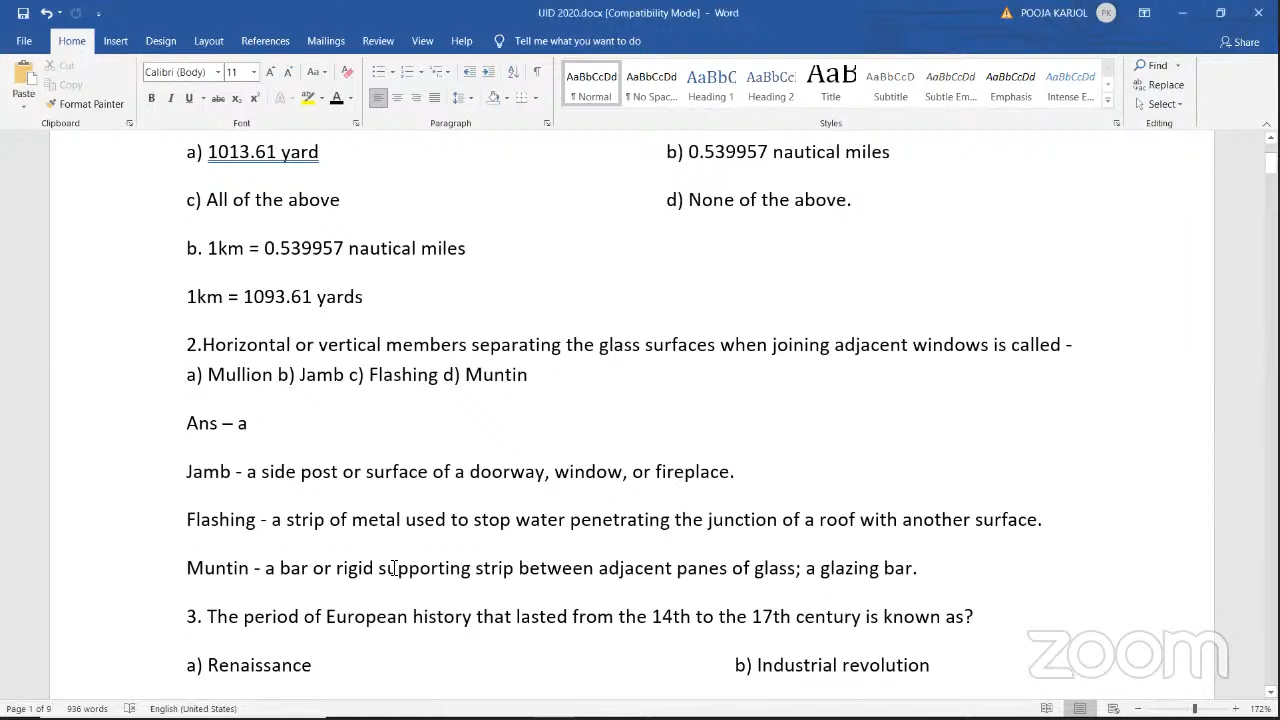 UID 2020.docx [Compatibility Mode] – Word
POOJA KARJOL PK
File Home Insert Design Layout References Mailings Review View Help Tell me what you want to do Share
Paste Cut Copy Format Painter
Clipboard
Calibri (Body) 11
Font
Paragraph
AaBbCcDd AaBbCcDd AaBbC AaBbCc AaB AaBbCcD AaBbCcDd AaBbCcDd AaBbCcDd
¶ Normal ¶ No Spac... Heading 1 Heading 2 Title Subtitle Subtle Em... Emphasis Intense E...
Styles
Find
Replace
Select
Editing
a) 1013.61 yard b) 0.539957 nautical miles
c) All of the above d) None of the above.
b. 1km = 0.539957 nautical miles
1km = 1093.61 yards
2.Horizontal or vertical members separating the glass surfaces when joining adjacent windows is called -
a) Mullion b) Jamb c) Flashing d) Muntin
Ans – a
Jamb - a side post or surface of a doorway, window, or fireplace.
Flashing - a strip of metal used to stop water penetrating the junction of a roof with another surface.
Muntin - a bar or rigid supporting strip between adjacent panes of glass; a glazing bar.
3. The period of European history that lasted from the 14th to the 17th century is known as?
a) Renaissance b) Industrial revolution
zoom
Page 1 of 9 936 words English (United States) 172%